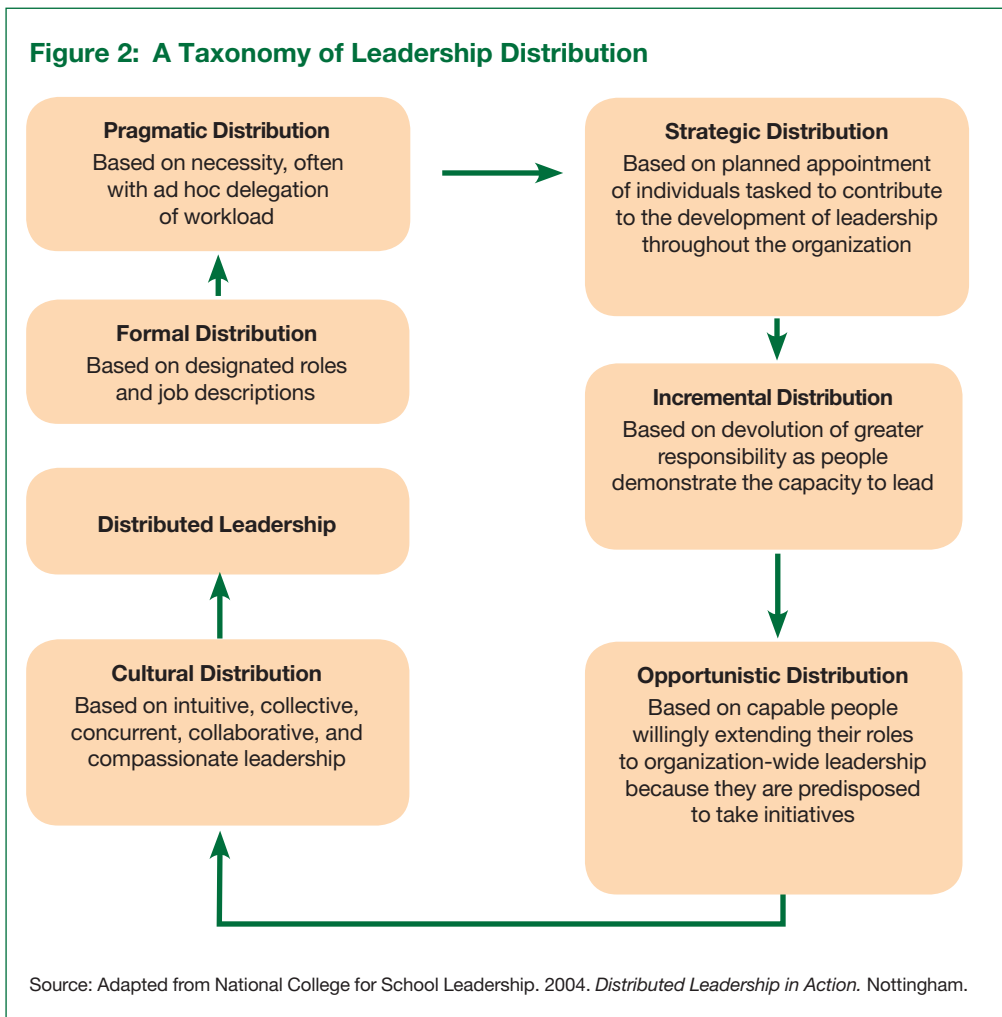 Figure 2: A Taxonomy of Leadership Distribution
Pragmatic Distribution
Based on necessity, often
with ad hoc delegation
of workload
Strategic Distribution
Based on planned appointment
of individuals tasked to contribute
to the development of leadership
throughout the organization
Formal Distribution
Based on designated roles
and job descriptions
Incremental Distribution
Based on devolution of greater
responsibility as people
demonstrate the capacity to lead
Distributed Leadership
Cultural Distribution
Based on intuitive, collective,
concurrent, collaborative, and
compassionate leadership
Opportunistic Distribution
Based on capable people
willingly extending their roles
to organization-wide leadership
because they are predisposed
to take initiatives
Source: Adapted from National College for School Leadership. 2004. Distributed Leadership in Action. Nottingham.